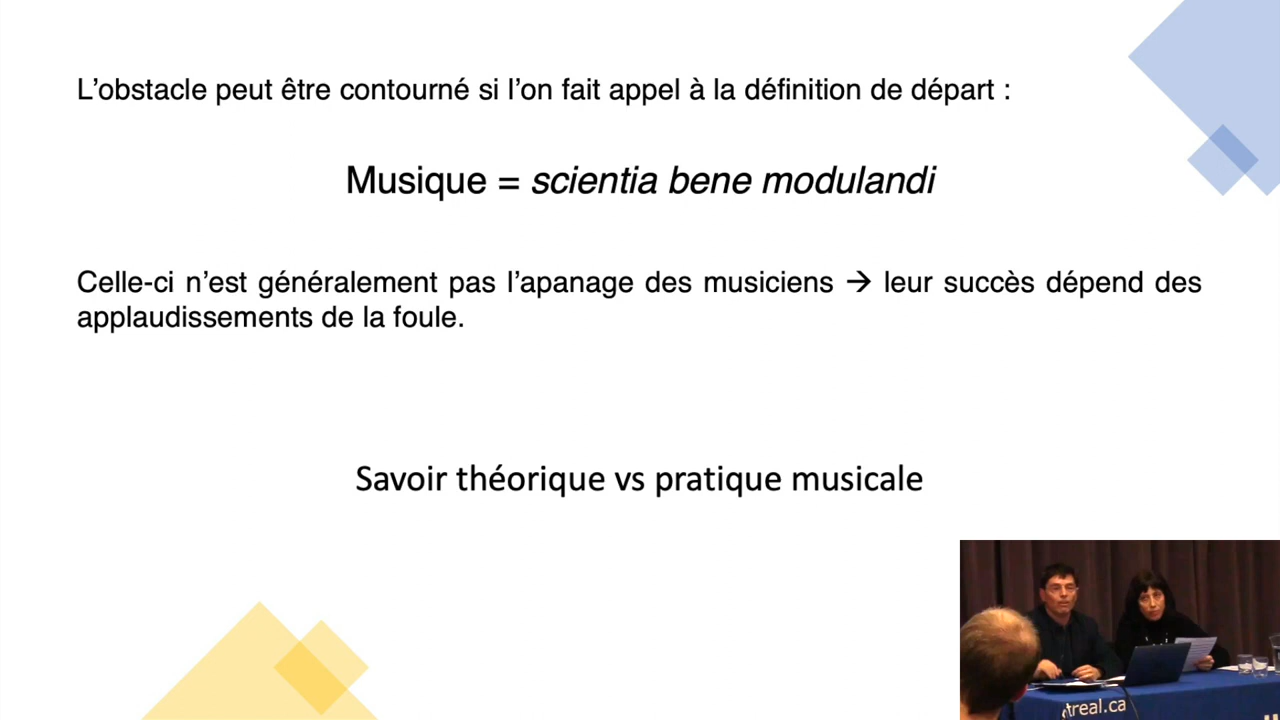 L’obstacle peut être contourné si l’on fait appel à la définition de départ :
Musique = scientia bene modulandi
Celle-ci n’est généralement pas l’apanage des musiciens → leur succès dépend des
applaudissements de la foule.
Savoir théorique vs pratique musicale
treal.ca